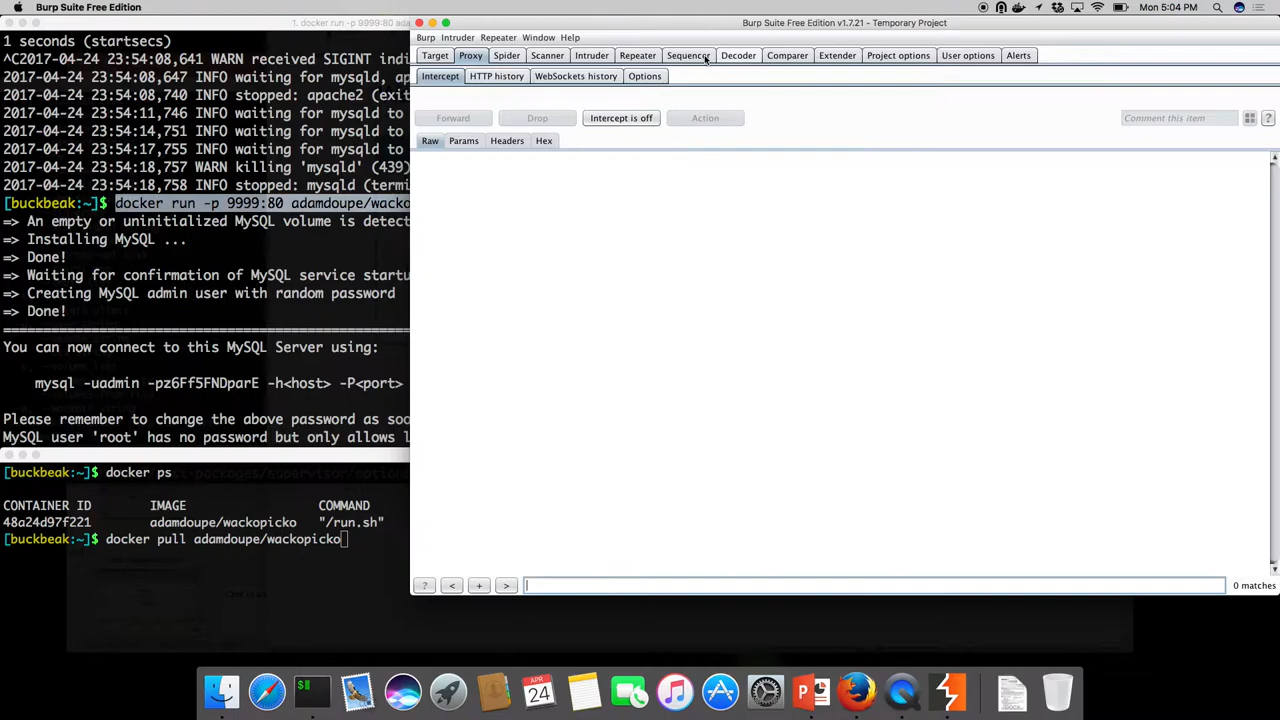 Burp Suite Free Edition
Mon 5:04 PM
1. docker run -p 9999:80 ada
1 seconds (startsecs)
^C2017-04-24 23:54:08,641 WARN received SIGINT indi
2017-04-24 23:54:08,647 INFO waiting for mysqld, ap
2017-04-24 23:54:08,740 INFO stopped: apache2 (exit
2017-04-24 23:54:11,746 INFO waiting for mysqld to
2017-04-24 23:54:14,751 INFO waiting for mysqld to
2017-04-24 23:54:17,755 INFO waiting for mysqld to
2017-04-24 23:54:18,757 WARN killing 'mysqld' (439)
2017-04-24 23:54:18,758 INFO stopped: mysqld (termi
[buckbeak:~]$ docker run -p 9999:80 adamdoupe/wacko
=> An empty or uninitialized MySQL volume is detect
=> Installing MySQL ...
=> Done!
=> Waiting for confirmation of MySQL service startu
=> Creating MySQL admin user with random password
=> Done!
========================================================
You can now connect to this MySQL Server using:
mysql -uadmin -pz6Ff5FNDparE -h<host> -P<port>
Please remember to change the above password as soo
MySQL user 'root' has no password but only allows l
[buckbeak:~]$ docker ps
CONTAINER ID IMAGE COMMAND
48a24d97f221 adamdoupe/wackopicko "/run.sh"
[buckbeak:~]$ docker pull adamdoupe/wackopicko
Burp Suite Free Edition v1.7.21 - Temporary Project
Burp Intruder Repeater Window Help
Target Proxy Spider Scanner Intruder Repeater Sequencer Decoder Comparer Extender Project options User options Alerts
Intercept HTTP history WebSockets history Options
Forward Drop Intercept is off Action Comment this item ?
Raw Params Headers Hex
? < + > 0 matches
APR
24